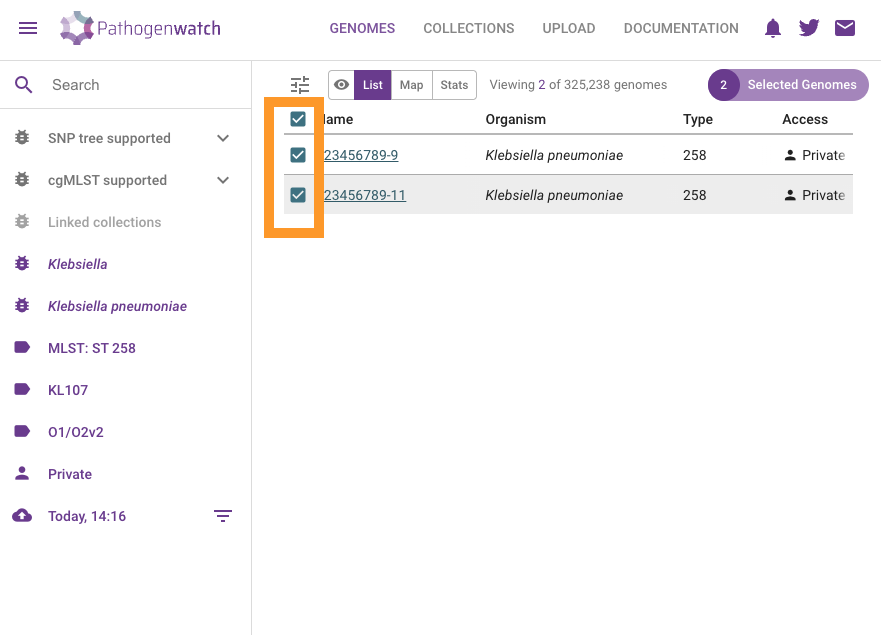 Pathogenwatch
GENOMES COLLECTIONS UPLOAD DOCUMENTATION
Search
SNP tree supported
cgMLST supported
Linked collections
Klebsiella
Klebsiella pneumoniae
MLST: ST 258
KL107
O1/O2v2
Private
Today, 14:16
List Map Stats Viewing 2 of 325,238 genomes 2 Selected Genomes
ame Organism Type Access
23456789-9 Klebsiella pneumoniae 258 Private
23456789-11 Klebsiella pneumoniae 258 Private